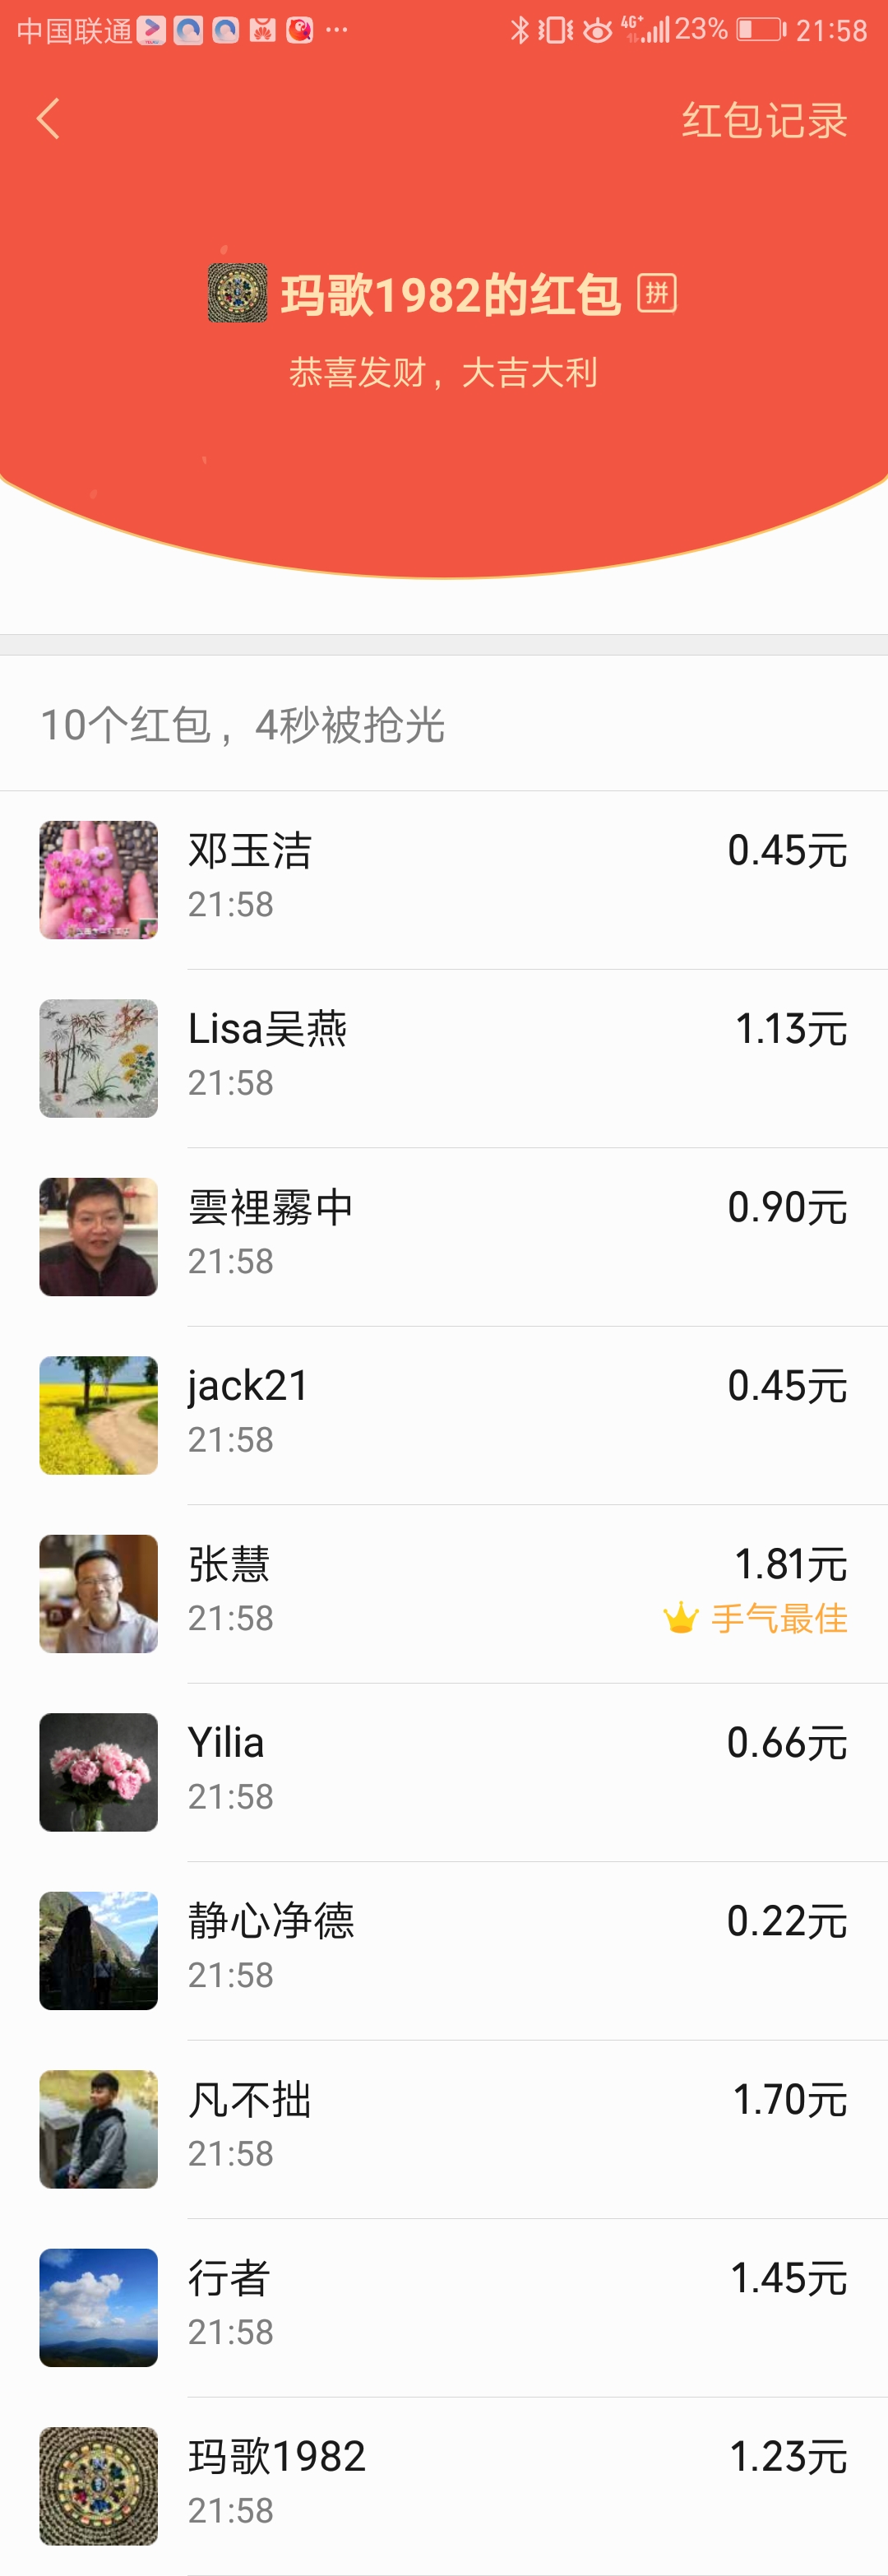 中国联通 4G+ 23% 21:58
红包记录
玛歌1982的红包 拼
恭喜发财，大吉大利
10个红包，4秒被抢光
邓玉洁 0.45元
21:58
Lisa吴燕 1.13元
21:58
雲裡霧中 0.90元
21:58
jack21 0.45元
21:58
张慧 1.81元
21:58 手气最佳
Yilia 0.66元
21:58
静心净德 0.22元
21:58
凡不拙 1.70元
21:58
行者 1.45元
21:58
玛歌1982 1.23元
21:58